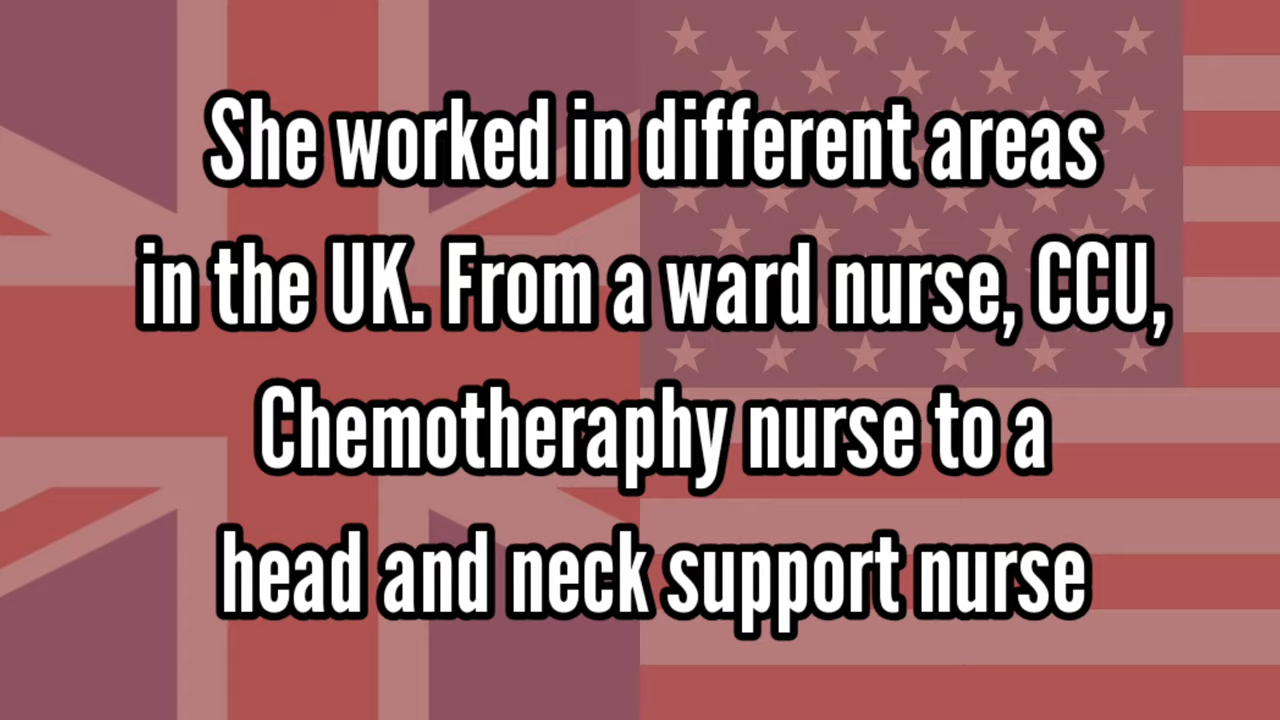 She worked in different areas
in the UK. From a ward nurse, CCU,
Chemotheraphy nurse to a
head and neck support nurse